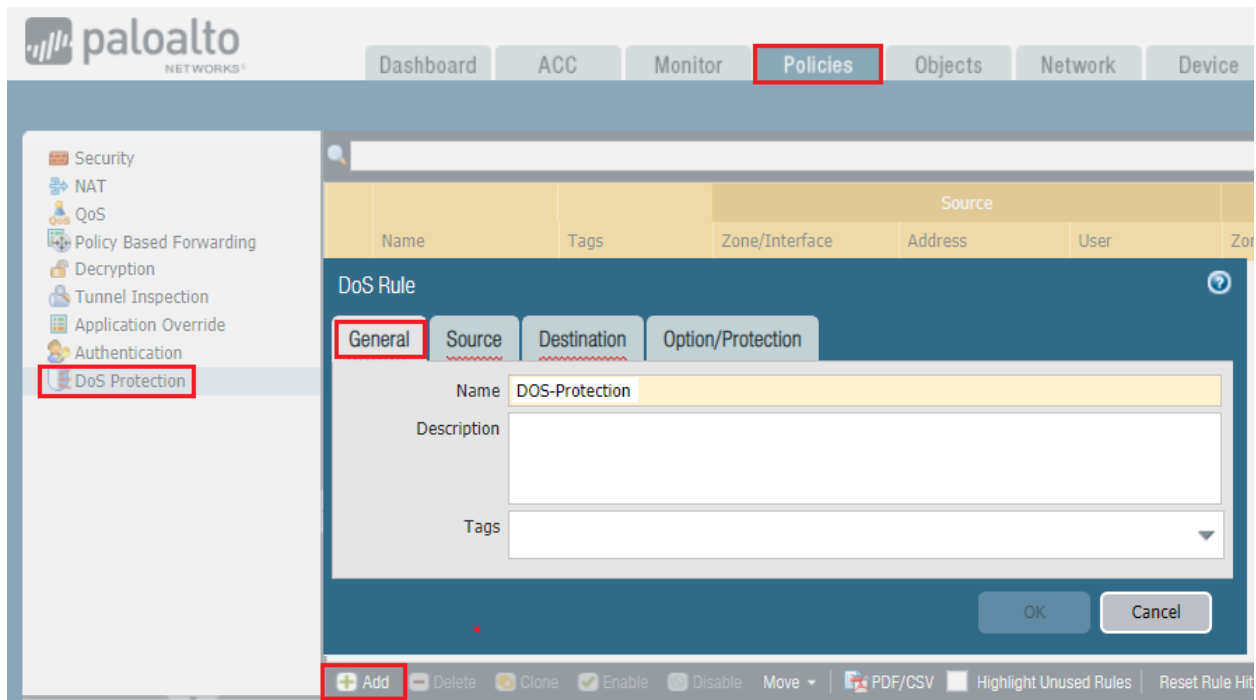 paloalto
NETWORKS®
Dashboard ACC Monitor Policies Objects Network Device
Security
NAT
QoS
Policy Based Forwarding
Decryption
Tunnel Inspection
Application Override
Authentication
DoS Protection
Source
Name Tags Zone/Interface Address User
DoS Rule
General Source Destination Option/Protection
Name DOS-Protection
Description
Tags
OK Cancel
Add Delete Clone Enable Disable Move PDF/CSV Highlight Unused Rules Reset Rule Hit